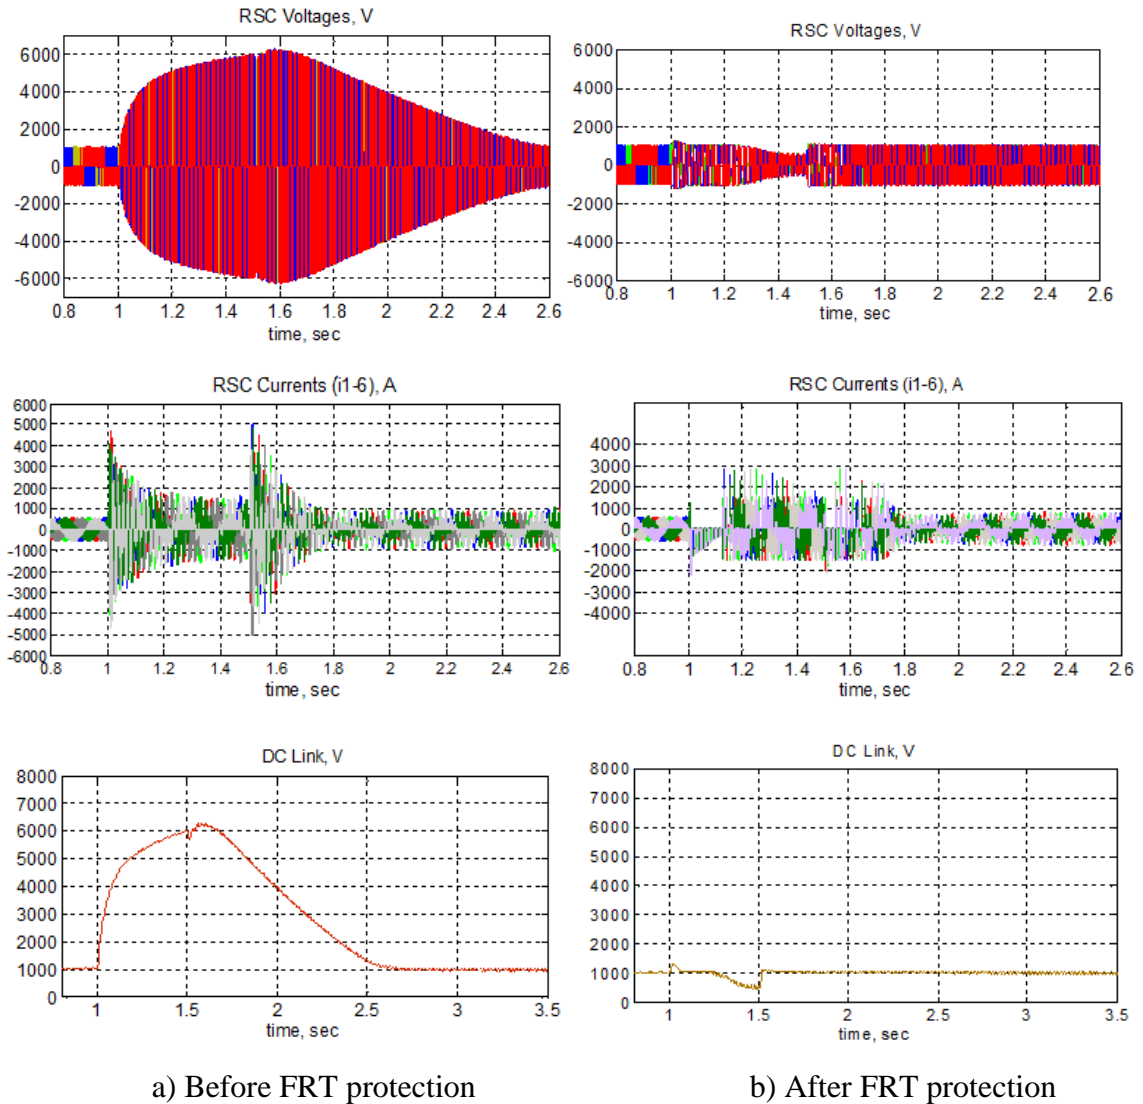 RSC Voltages, V
6000
4000
2000
0
-2000
-4000
-6000
0.8 1 1.2 1.4 1.6 1.8 2 2.2 2.4 2.6
time, sec
RSC Voltages, V
6000
4000
2000
0
-2000
-4000
-6000
0.8 1 1.2 1.4 1.6 1.8 2 2.2 2.4 2.6
time, sec
RSC Currents (i1-6), A
6000
5000
4000
3000
2000
1000
0
-1000
-2000
-3000
-4000
-5000
-6000
0.8 1 1.2 1.4 1.6 1.8 2 2.2 2.4 2.6
time, sec
RSC Currents (i1-6), A
4000
3000
2000
1000
0
-1000
-2000
-3000
-4000
0.8 1 1.2 1.4 1.6 1.8 2 2.2 2.4 2.6
time, sec
DC Link, V
8000
7000
6000
5000
4000
3000
2000
1000
0
1 1.5 2 2.5 3 3.5
time, sec
DC Link, V
8000
7000
6000
5000
4000
3000
2000
1000
0
1 1.5 2 2.5 3 3.5
time, sec
a) Before FRT protection
b) After FRT protection